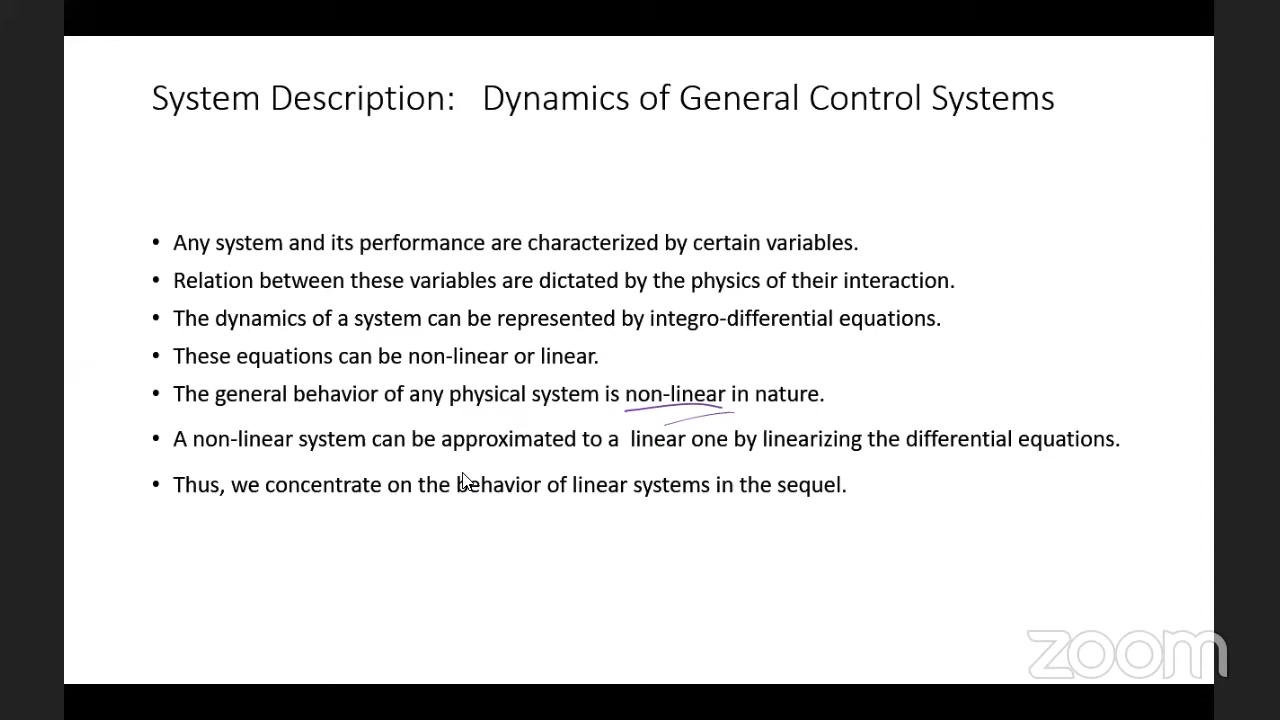 System Description: Dynamics of General Control Systems
• Any system and its performance are characterized by certain variables.
• Relation between these variables are dictated by the physics of their interaction.
• The dynamics of a system can be represented by integro-differential equations.
• These equations can be non-linear or linear.
• The general behavior of any physical system is non-linear in nature.
• A non-linear system can be approximated to a linear one by linearizing the differential equations.
• Thus, we concentrate on the behavior of linear systems in the sequel.
zoom